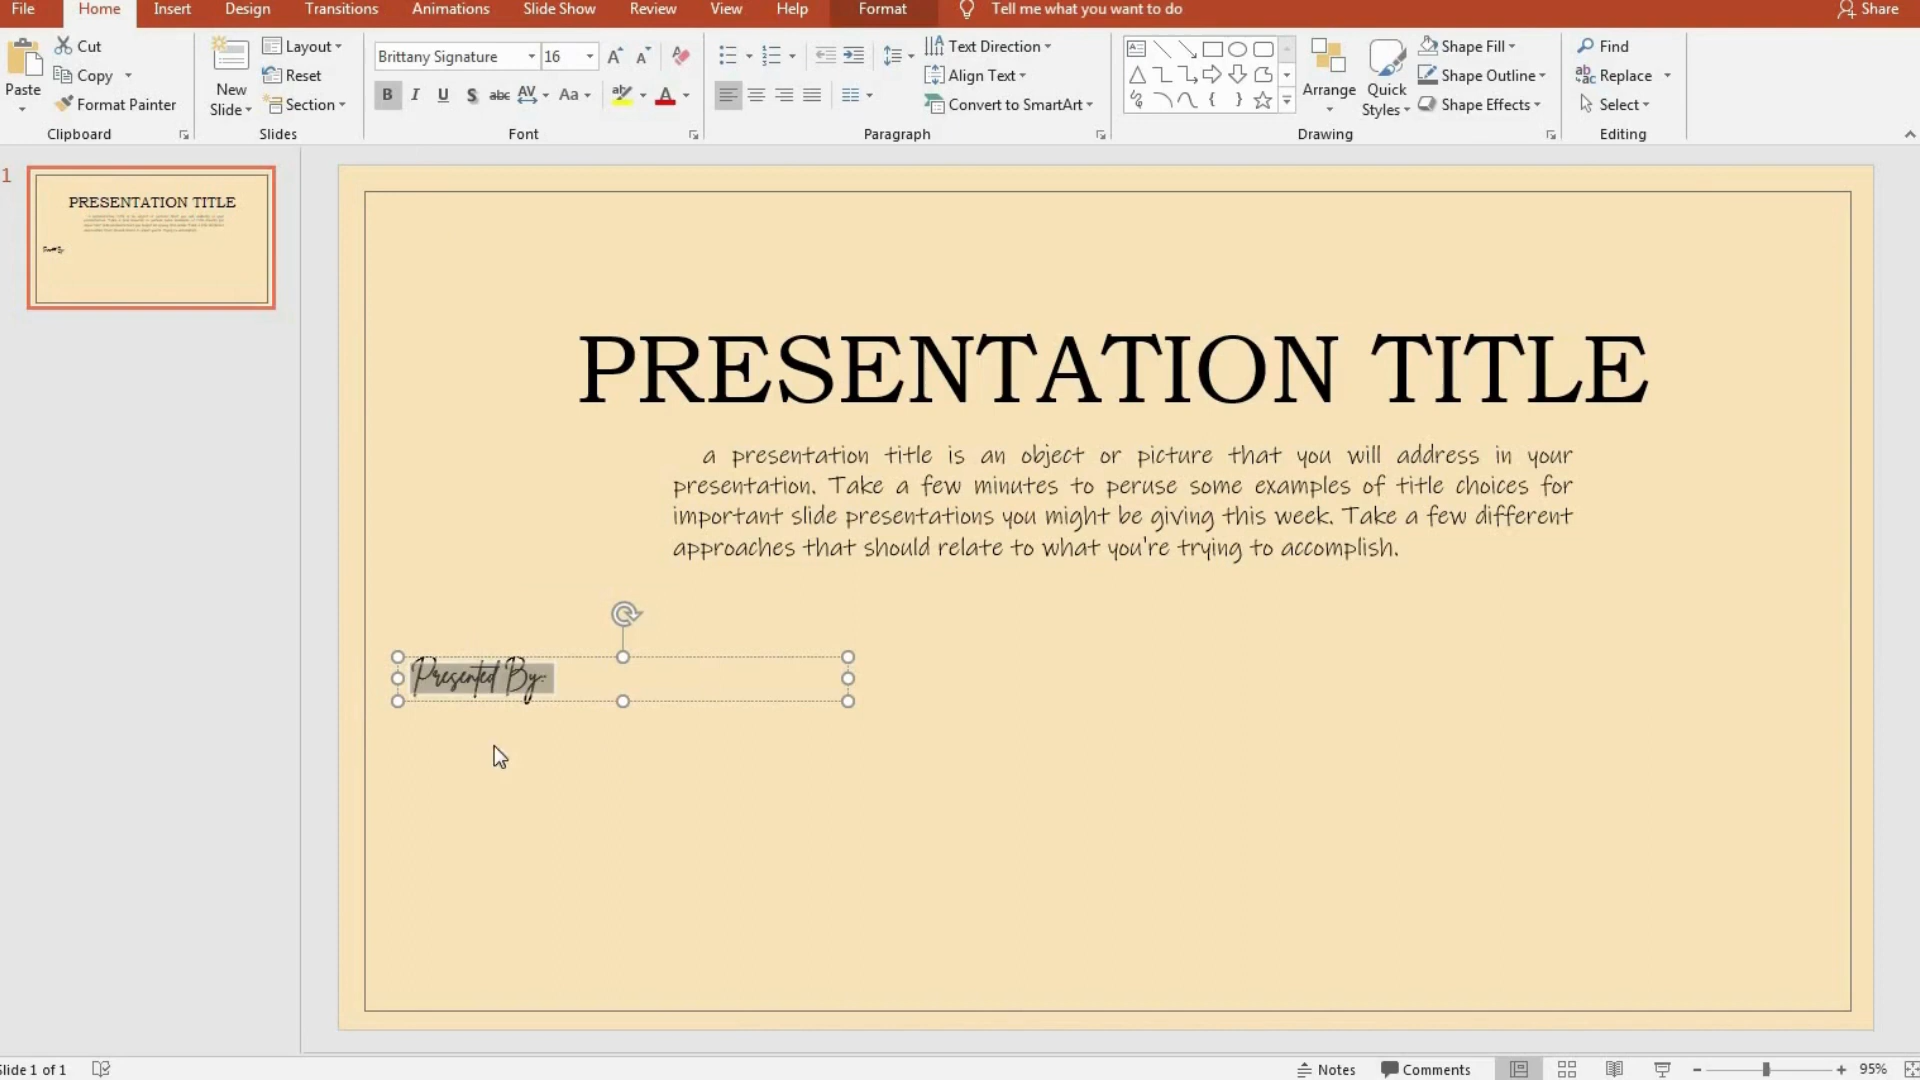 File Home Insert Design Transitions Animations Slide Show Review View Help Format Tell me what you want to do Share
Cut
Copy
Format Painter
Paste
Clipboard
New Slide
Layout
Reset
Section
Slides
Brittany Signature 16
B I U S abc AV Aa A
Font
Text Direction
Align Text
Convert to SmartArt
Paragraph
Arrange
Quick Styles
Shape Fill
Shape Outline
Shape Effects
Drawing
Find
Replace
Select
Editing
1
PRESENTATION TITLE
PRESENTATION TITLE
a presentation title is an object or picture that you will address in your
presentation. Take a few minutes to peruse some examples of title choices for
important slide presentations you might be giving this week. Take a few different
approaches that should relate to what you're trying to accomplish.
Presented By:
Slide 1 of 1
Notes Comments 95%